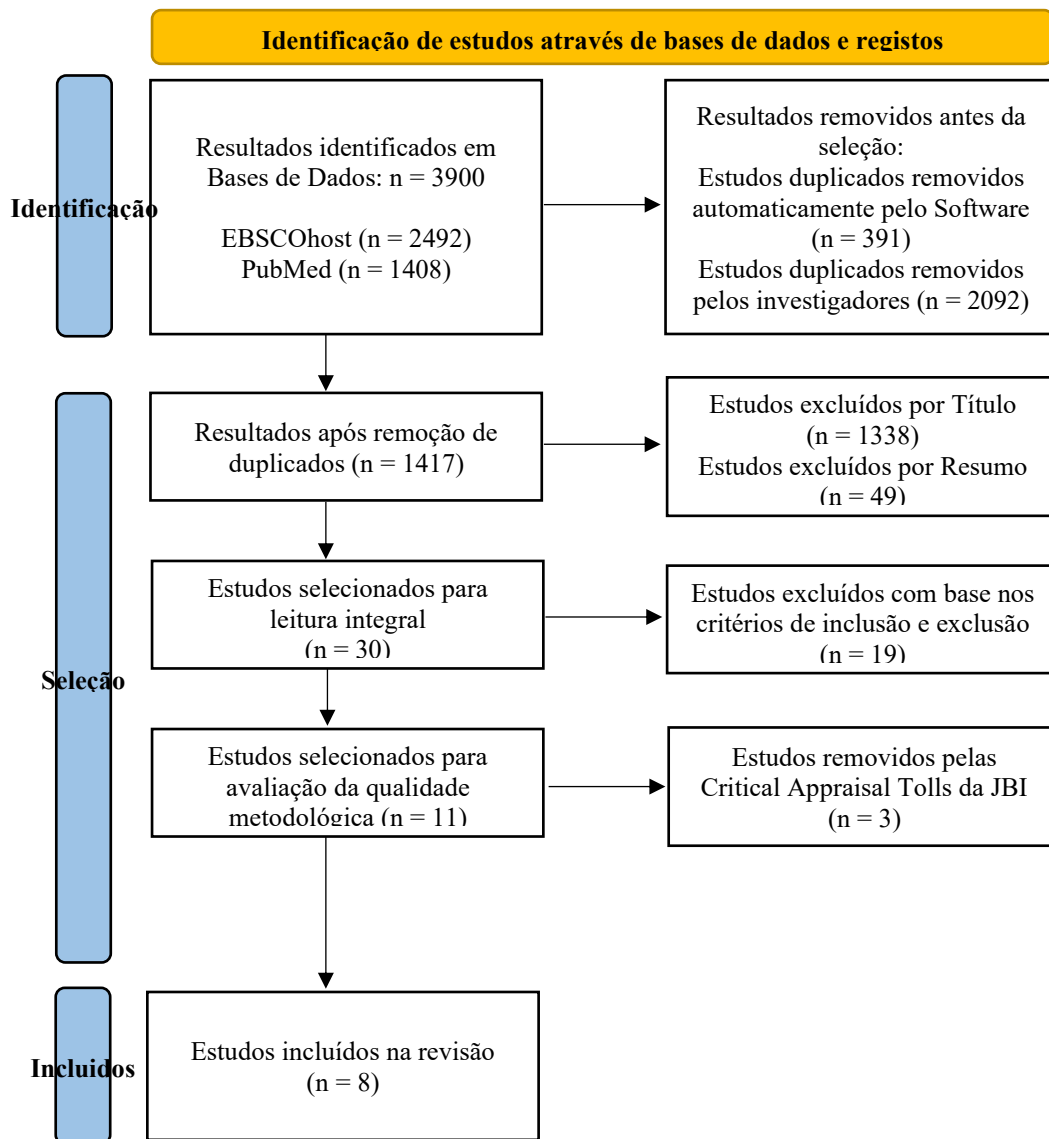 Identificação de estudos através de bases de dados e registos
Identificação
Resultados identificados em
Bases de Dados: n = 3900
EBSCOhost (n = 2492)
PubMed (n = 1408)
Resultados removidos antes da
seleção:
Estudos duplicados removidos
automaticamente pelo Software
(n = 391)
Estudos duplicados removidos
pelos investigadores (n = 2092)
Seleção
Resultados após remoção de
duplicados (n = 1417)
Estudos excluídos por Título
(n = 1338)
Estudos excluídos por Resumo
(n = 49)
Estudos selecionados para
leitura integral
(n = 30)
Estudos excluídos com base nos
critérios de inclusão e exclusão
(n = 19)
Estudos selecionados para
avaliação da qualidade
metodológica (n = 11)
Estudos removidos pelas
Critical Appraisal Tolls da JBI
(n = 3)
Incluidos
Estudos incluídos na revisão
(n = 8)